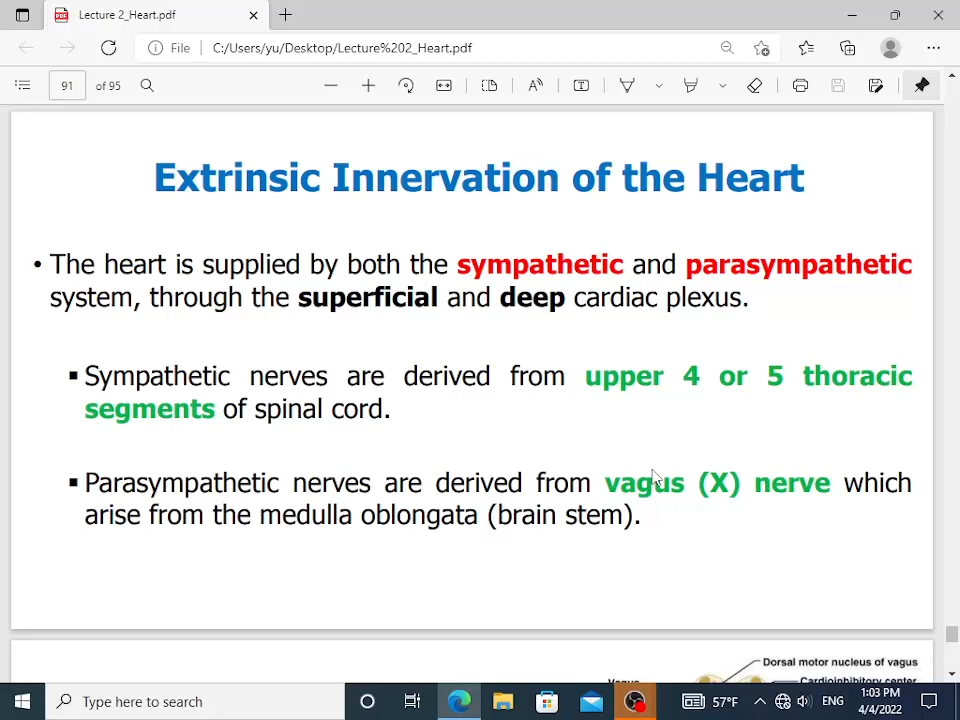 Lecture 2_Heart.pdf
File
C:/Users/yu/Desktop/Lecture%202_Heart.pdf
91 of 95
Extrinsic Innervation of the Heart
• The heart is supplied by both the sympathetic and parasympathetic
system, through the superficial and deep cardiac plexus.
▪ Sympathetic nerves are derived from upper 4 or 5 thoracic
segments of spinal cord.
▪ Parasympathetic nerves are derived from vagus (X) nerve which
arise from the medulla oblongata (brain stem).
Dorsal motor nucleus of vagus
Cardioinhibitory center
Vagus
Type here to search
57°F
ENG
1:03 PM
4/4/2022